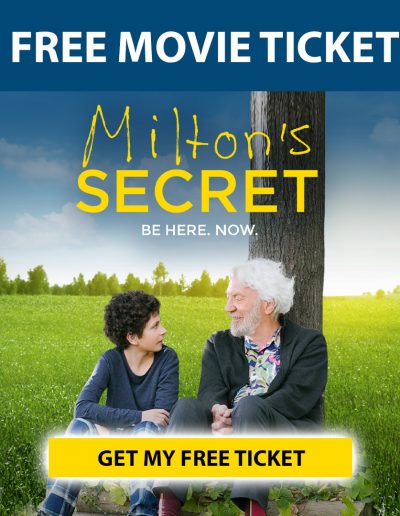 FREE MOVIE TICKET
Milton's
SECRET
BE HERE. NOW.
GET MY FREE TICKET